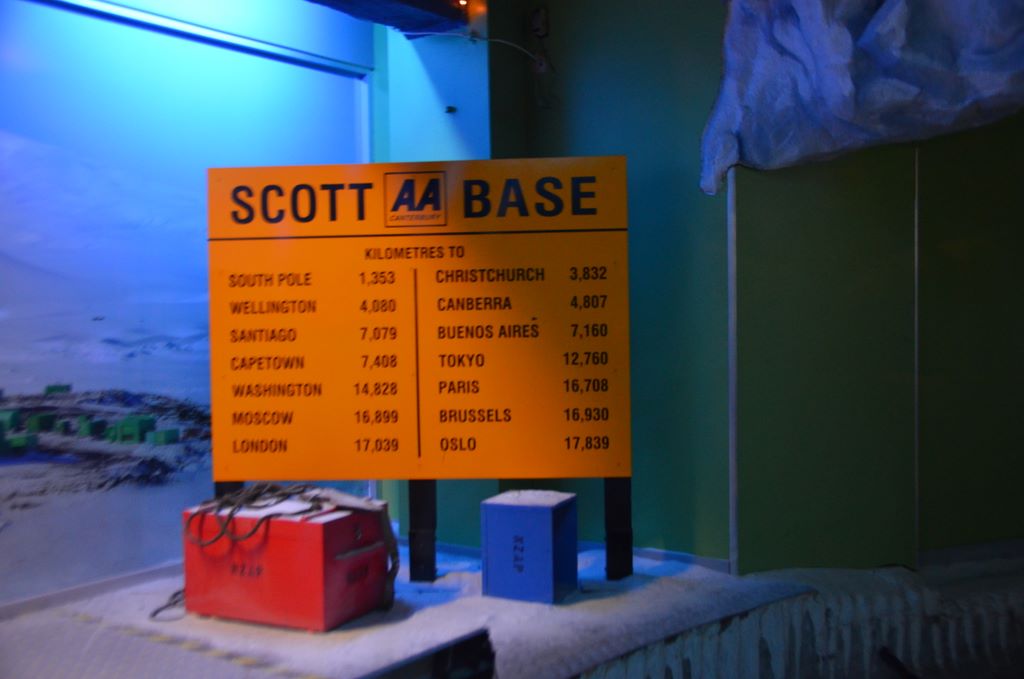 SCOTT AA BASE
CANTERBURY
KILOMETRES TO
SOUTH POLE 1,353
WELLINGTON 4,080
SANTIAGO 7,079
CAPETOWN 7,408
WASHINGTON 14,828
MOSCOW 16,899
LONDON 17,039
CHRISTCHURCH 3,832
CANBERRA 4,807
BUENOS AIRES 7,160
TOKYO 12,760
PARIS 16,708
BRUSSELS 16,930
OSLO 17,839
RZAP
NZAP